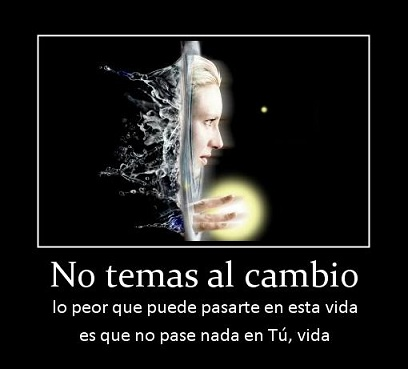 No temas al cambio
lo peor que puede pasarte en esta vida
es que no pase nada en Tú, vida